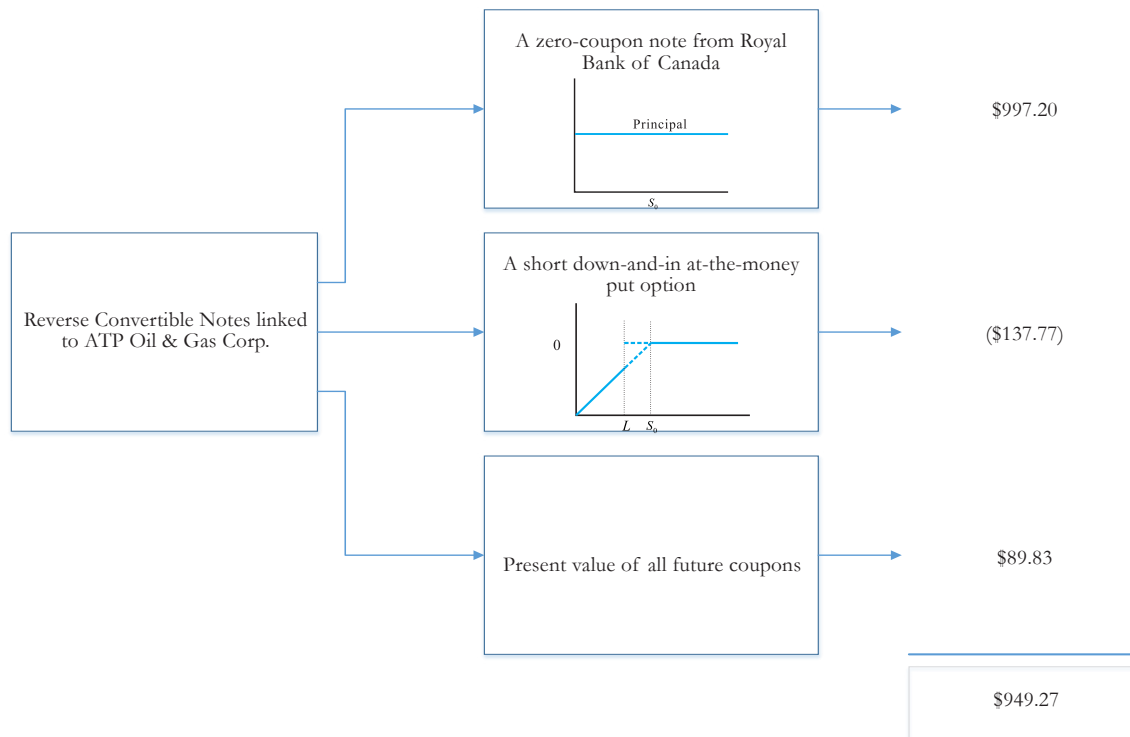 A zero-coupon note from Royal
Bank of Canada
Principal
S₀
$997.20
Reverse Convertible Notes linked
to ATP Oil & Gas Corp.
A short down-and-in at-the-money
put option
0
L S₀
($137.77)
Present value of all future coupons
$89.83
$949.27